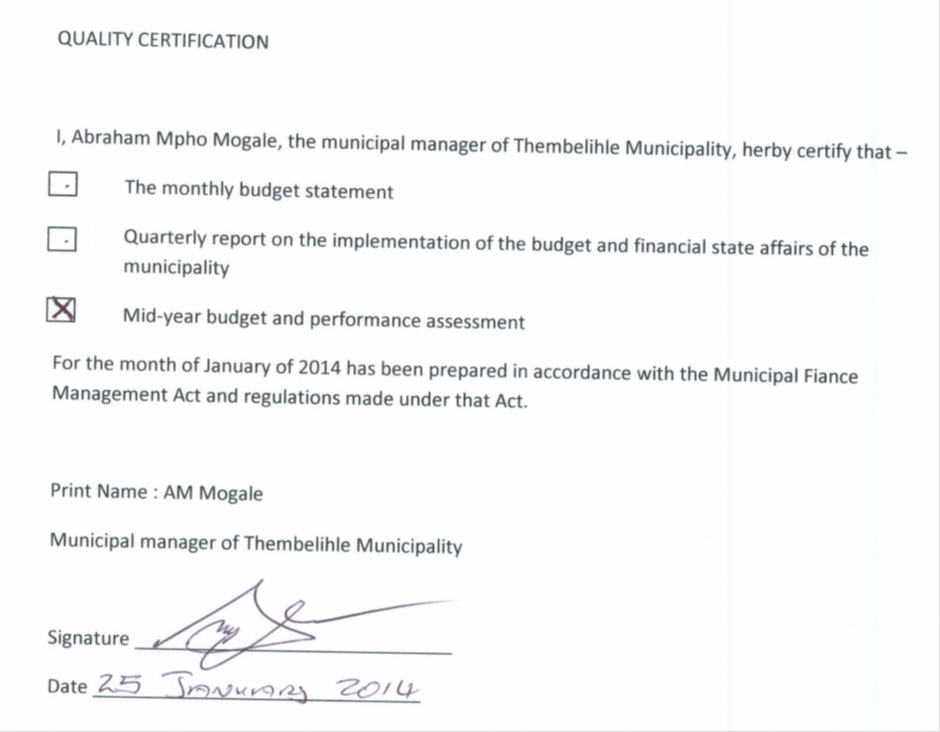 QUALITY CERTIFICATION
I, Abraham Mpho Mogale, the municipal manager of Thembelihle Municipality, herby certify that –
The monthly budget statement
Quarterly report on the implementation of the budget and financial state affairs of the
municipality
Mid-year budget and performance assessment
For the month of January of 2014 has been prepared in accordance with the Municipal Fiance
Management Act and regulations made under that Act.
Print Name : AM Mogale
Municipal manager of Thembelihle Municipality
Signature
Date 25 January 2014